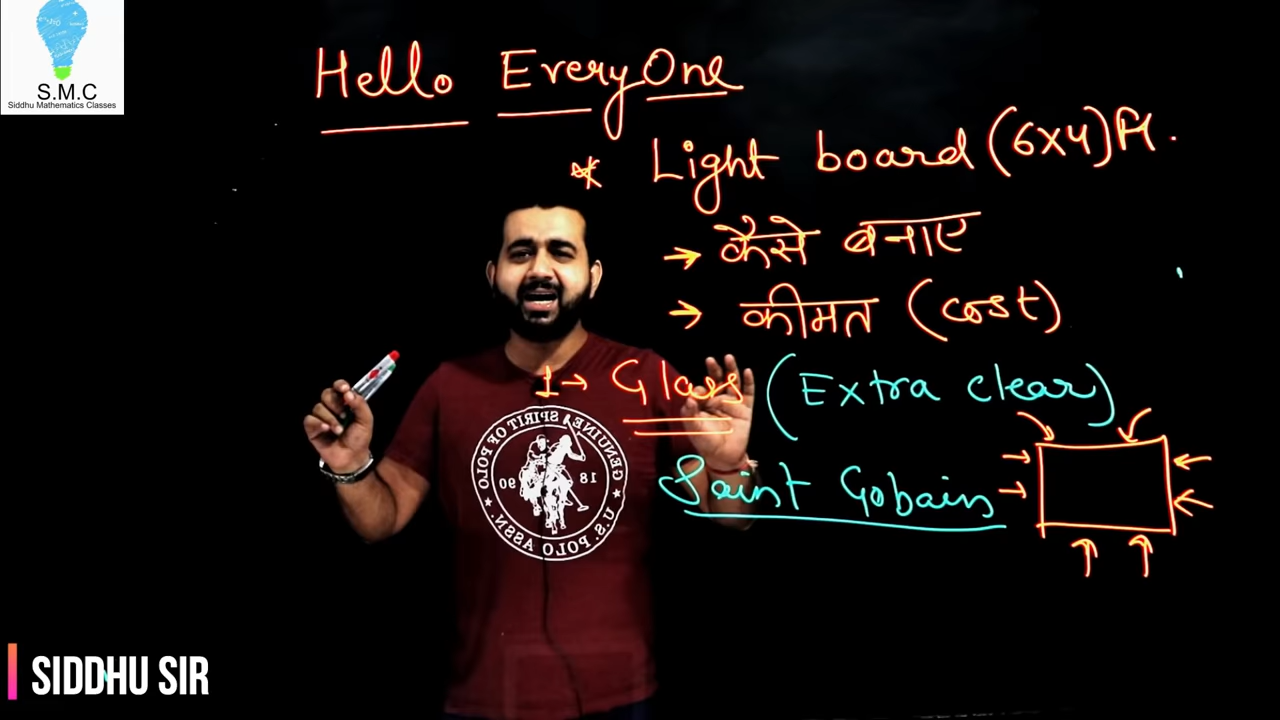 S.M.C
Siddhu Mathematics Classes
Hello EveryOne
* Light board (6x4) ft.
→ कैसे बनाए
→ कीमत (cost)
1→ Glass (Extra clear)
Saint Gobain
GENUINE & SPIRIT OF POLO
18 90
U.S. POLO ASSN.
SIDDHU SIR